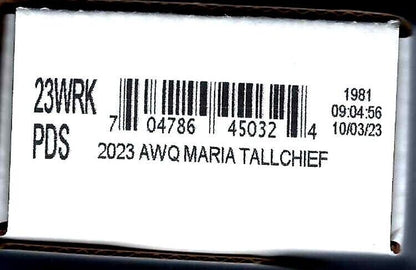 23WRK
PDS
7 04786 45032 4
2023 AWQ MARIA TALLCHIEF
1981
09:04:56
10/03/23